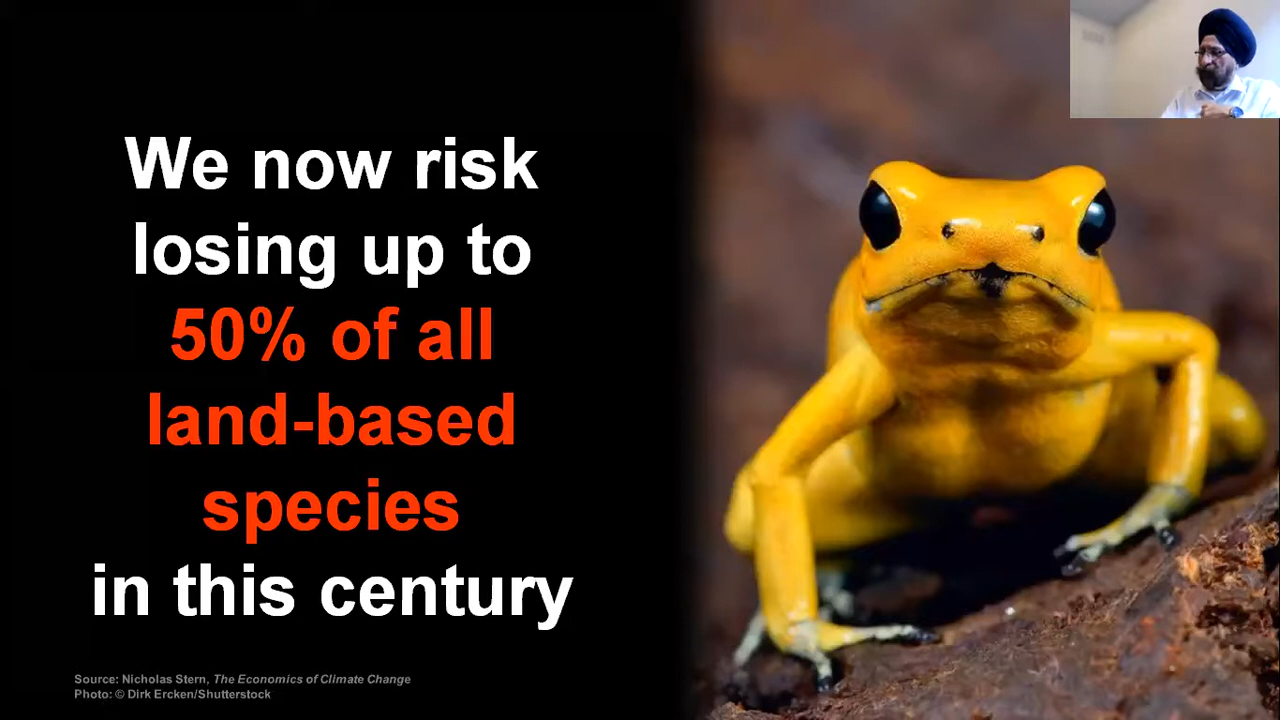 We now risk
losing up to
50% of all
land-based
species
in this century
Source: Nicholas Stern, The Economics of Climate Change
Photo: © Dirk Ercken/Shutterstock